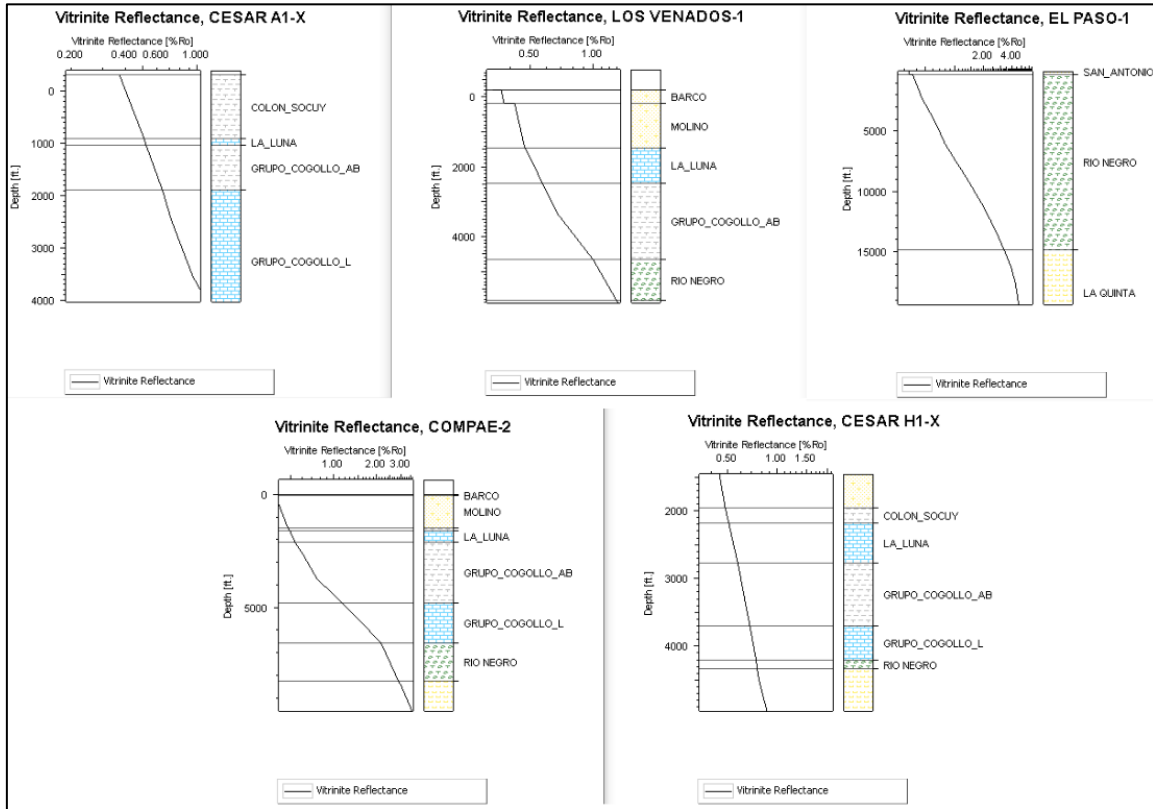 Vitrinite Reflectance, CESAR A1-X
Vitrinite Reflectance [%Ro]
0.200 0.400 0.600 1.000
Depth [ft.]
0
1000
2000
3000
4000
COLON_SOCUY
LA_LUNA
GRUPO_COGOLLO_AB
GRUPO_COGOLLO_L
Vitrinite Reflectance
Vitrinite Reflectance, LOS VENADOS-1
Vitrinite Reflectance [%Ro]
0.50 1.00
Depth [ft.]
0
2000
4000
BARCO
MOLINO
LA_LUNA
GRUPO_COGOLLO_AB
RIO NEGRO
Vitrinite Reflectance
Vitrinite Reflectance, EL PASO-1
Vitrinite Reflectance [%Ro]
2.00 4.00
Depth [ft.]
5000
10000
15000
SAN_ANTONIO
RIO NEGRO
LA QUINTA
Vitrinite Reflectance
Vitrinite Reflectance, COMPAE-2
Vitrinite Reflectance [%Ro]
1.00 2.00 3.00
Depth [ft.]
0
5000
BARCO
MOLINO
LA_LUNA
GRUPO_COGOLLO_AB
GRUPO_COGOLLO_L
RIO NEGRO
Vitrinite Reflectance
Vitrinite Reflectance, CESAR H1-X
Vitrinite Reflectance [%Ro]
0.50 1.00 1.50
Depth [ft.]
2000
3000
4000
COLON_SOCUY
LA_LUNA
GRUPO_COGOLLO_AB
GRUPO_COGOLLO_L
RIO NEGRO
Vitrinite Reflectance